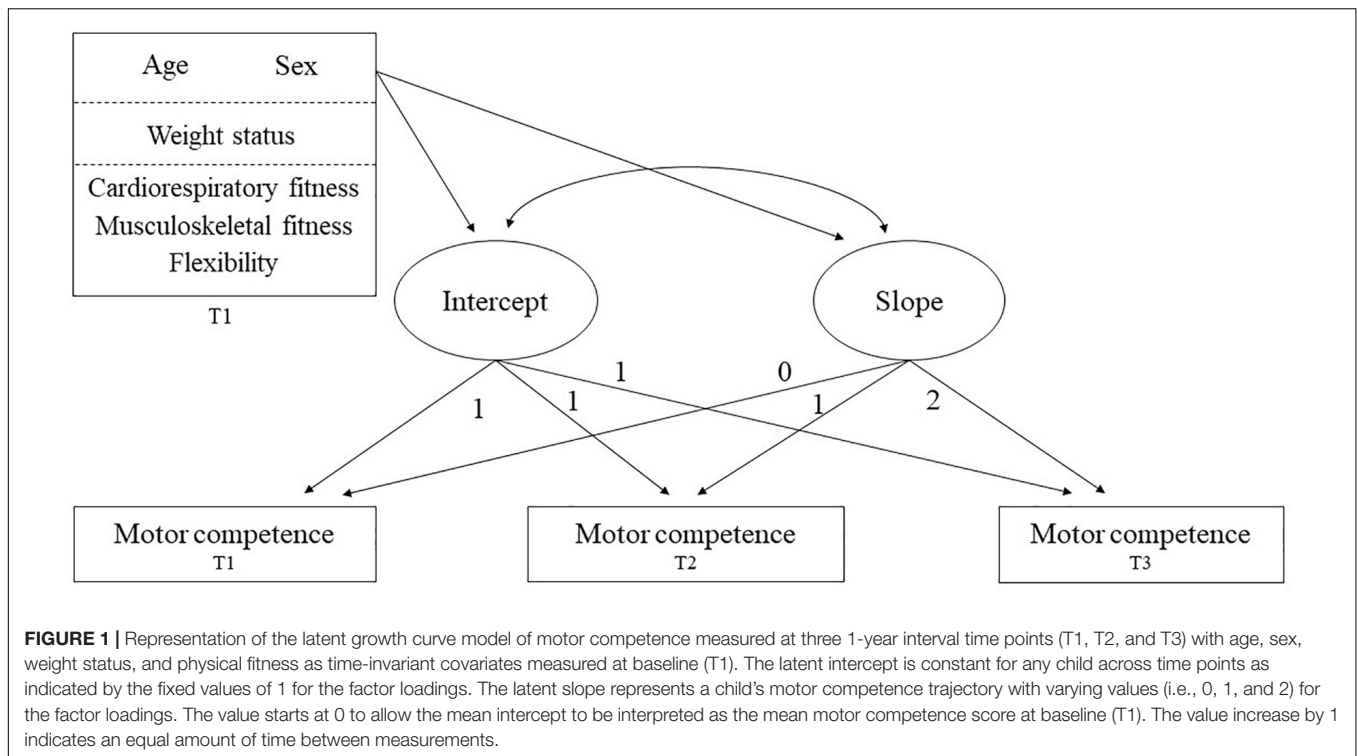 Age Sex
Weight status
Cardiorespiratory fitness
Musculoskeletal fitness
Flexibility
T1
Intercept
Slope
1 0
1 1 1 2
Motor competence
T1
Motor competence
T2
Motor competence
T3
FIGURE 1 | Representation of the latent growth curve model of motor competence measured at three 1-year interval time points (T1, T2, and T3) with age, sex,
weight status, and physical fitness as time-invariant covariates measured at baseline (T1). The latent intercept is constant for any child across time points as
indicated by the fixed values of 1 for the factor loadings. The latent slope represents a child’s motor competence trajectory with varying values (i.e., 0, 1, and 2) for
the factor loadings. The value starts at 0 to allow the mean intercept to be interpreted as the mean motor competence score at baseline (T1). The value increase by 1
indicates an equal amount of time between measurements.